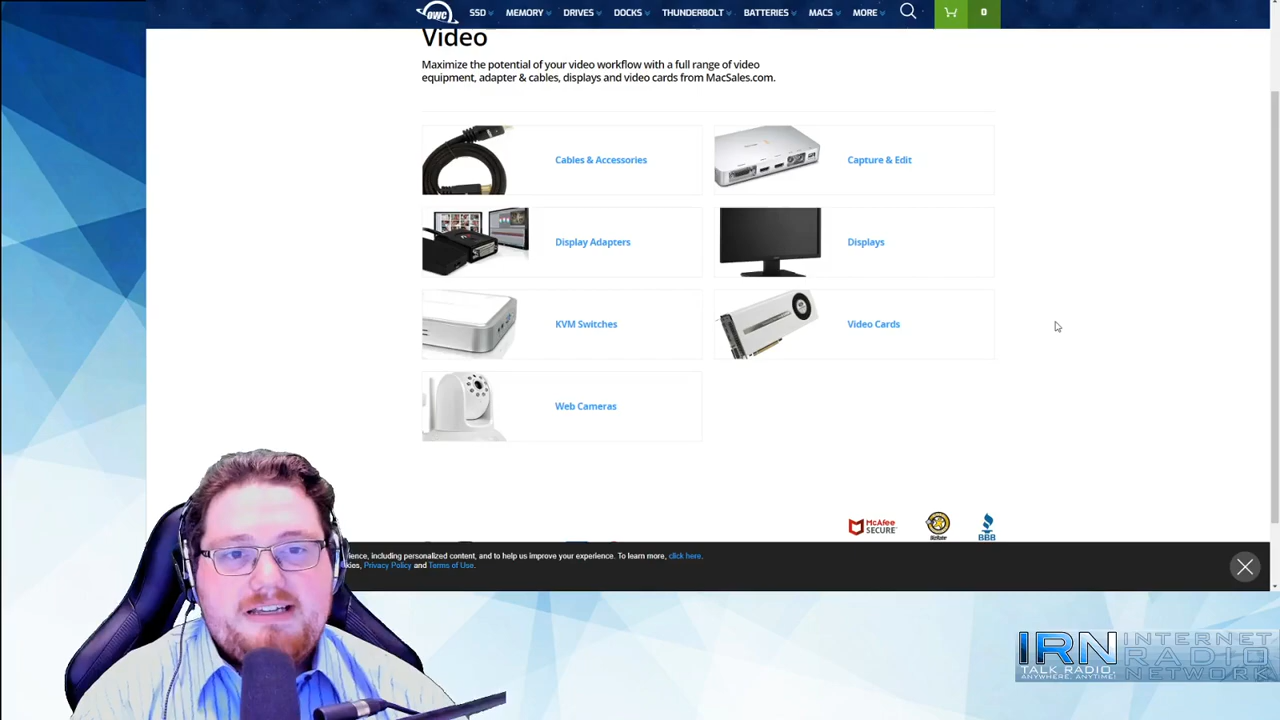 OWC SSD MEMORY DRIVES DOCKS THUNDERBOLT BATTERIES MACS MORE 0
Video
Maximize the potential of your video workflow with a full range of video
equipment, adapter & cables, displays and video cards from MacSales.com.
Cables & Accessories
Capture & Edit
Display Adapters
Displays
KVM Switches
Video Cards
Web Cameras
McAfee
SECURE
BBB
ience, including personalized content, and to help us improve your experience. To learn more, click here.
kies, Privacy Policy and Terms of Use.
IRN INTERNET
TALK RADIO RADIO
ANYWHERE, ANYTIME! NETWORK